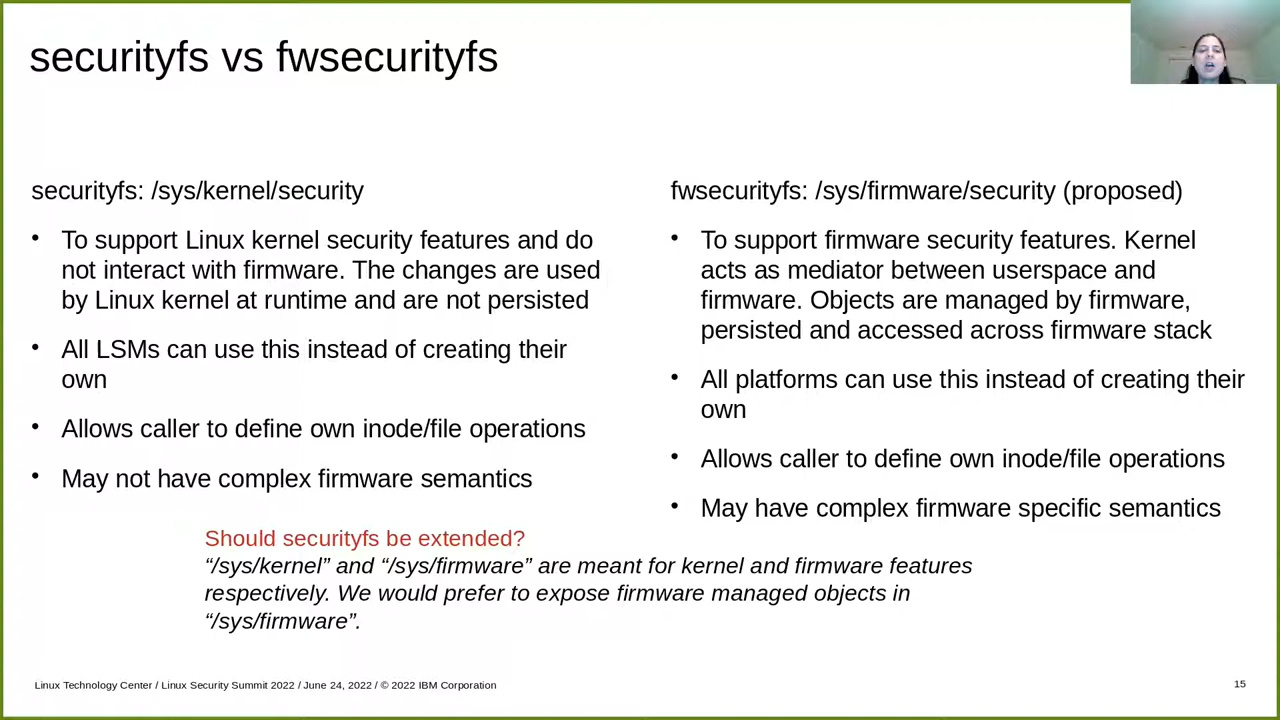 securityfs vs fwsecurityfs
securityfs: /sys/kernel/security
• To support Linux kernel security features and do
not interact with firmware. The changes are used
by Linux kernel at runtime and are not persisted
• All LSMs can use this instead of creating their
own
• Allows caller to define own inode/file operations
• May not have complex firmware semantics
fwsecurityfs: /sys/firmware/security (proposed)
• To support firmware security features. Kernel
acts as mediator between userspace and
firmware. Objects are managed by firmware,
persisted and accessed across firmware stack
• All platforms can use this instead of creating their
own
• Allows caller to define own inode/file operations
• May have complex firmware specific semantics
Should securityfs be extended?
“/sys/kernel” and “/sys/firmware” are meant for kernel and firmware features
respectively. We would prefer to expose firmware managed objects in
“/sys/firmware”.
Linux Technology Center / Linux Security Summit 2022 / June 24, 2022 / © 2022 IBM Corporation
15